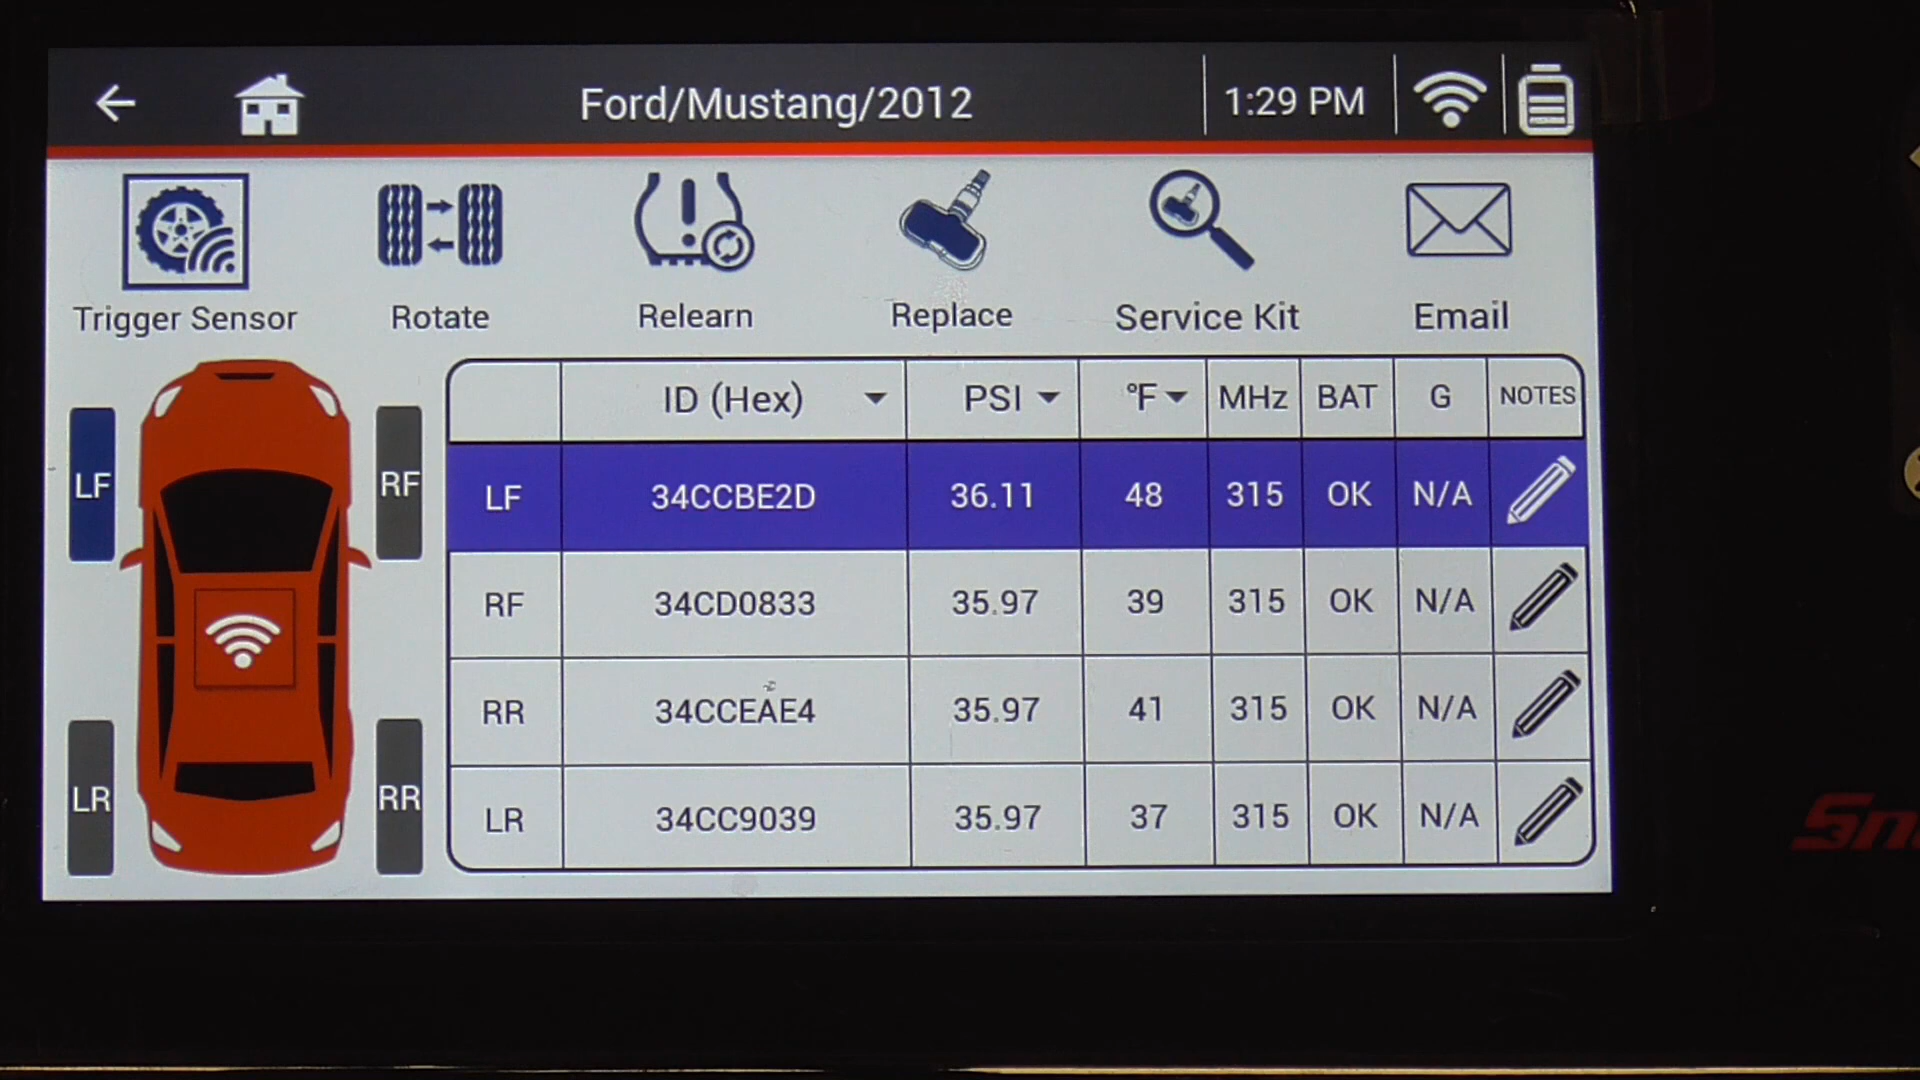 Ford/Mustang/2012 1:29 PM
Trigger Sensor Rotate Relearn Replace Service Kit Email
ID (Hex) PSI °F MHz BAT G NOTES
LF RF
LF 34CCBE2D 36.11 48 315 OK N/A
RF 34CD0833 35.97 39 315 OK N/A
RR 34CCEAE4 35.97 41 315 OK N/A
LR RR
LR 34CC9039 35.97 37 315 OK N/A
Sn